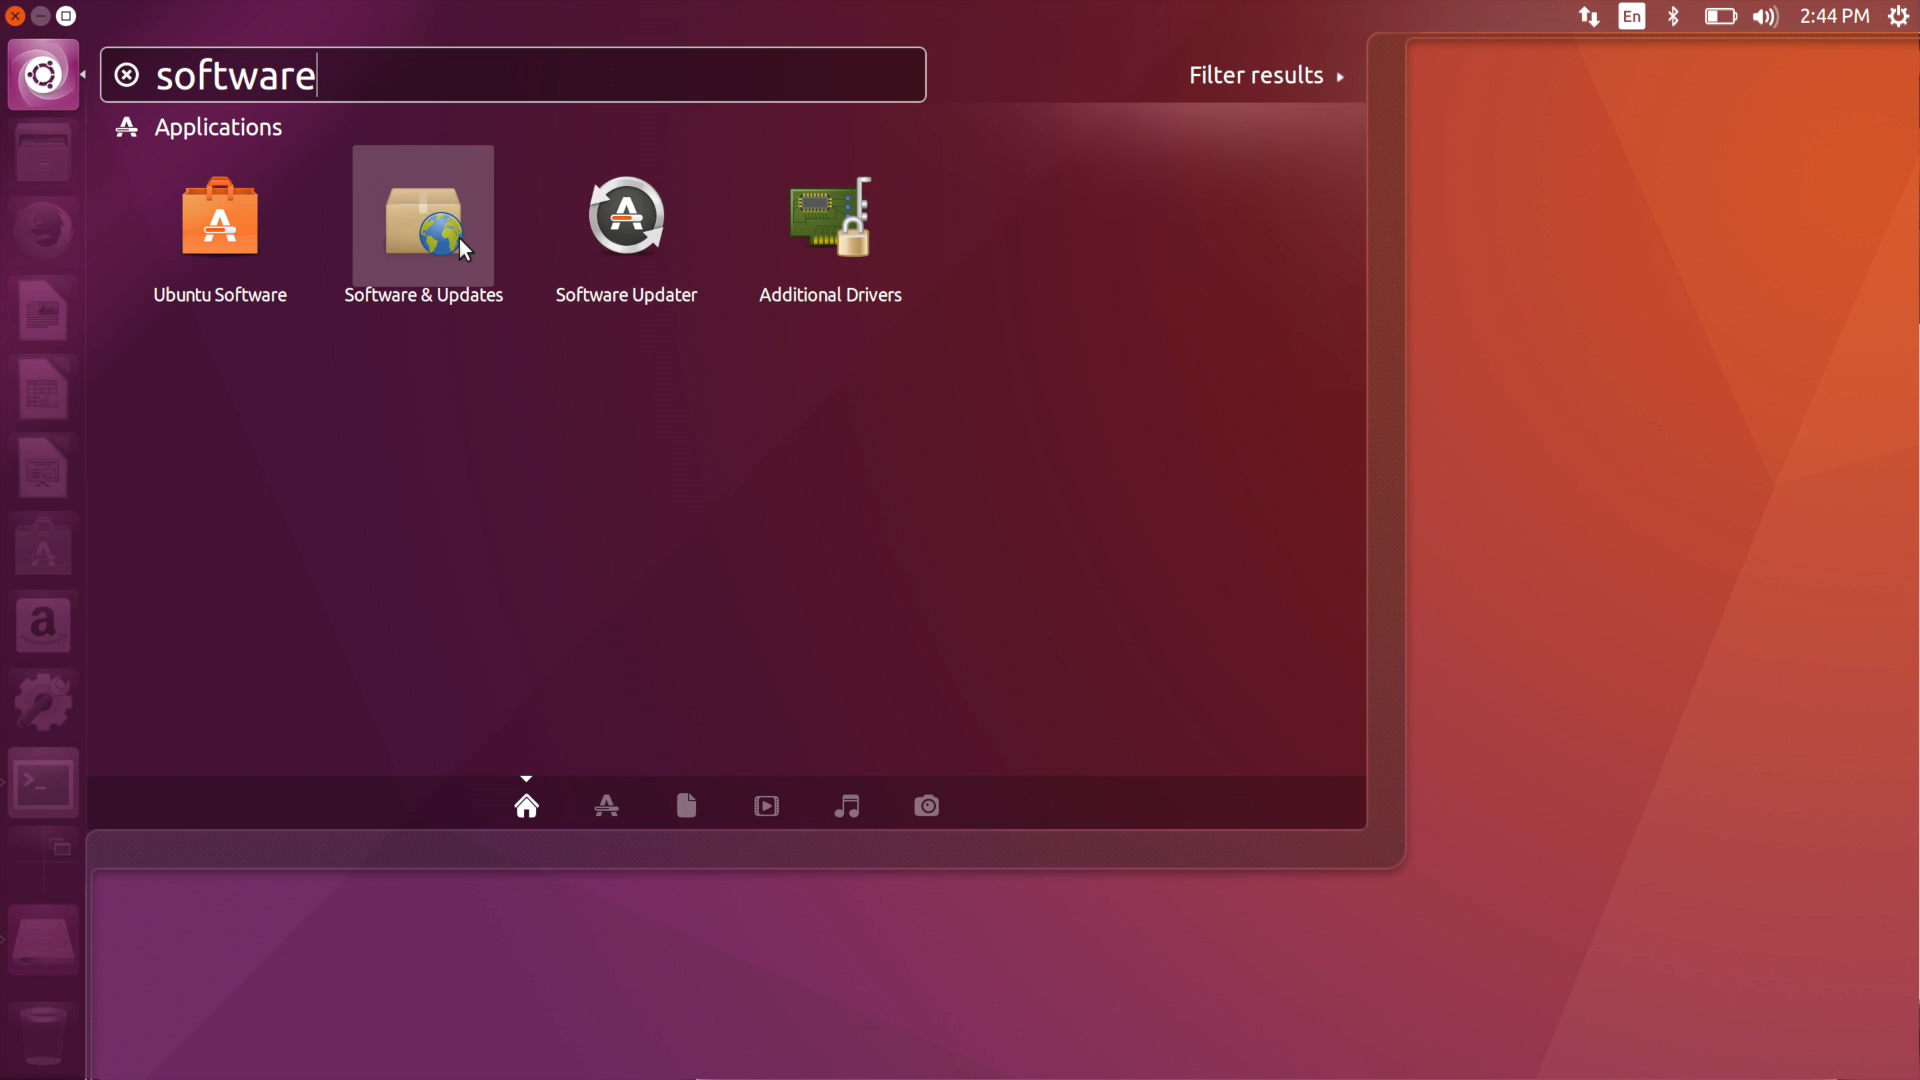 En
2:44 PM
software
Filter results
Applications
Ubuntu Software
Software & Updates
Software Updater
Additional Drivers
a
>_